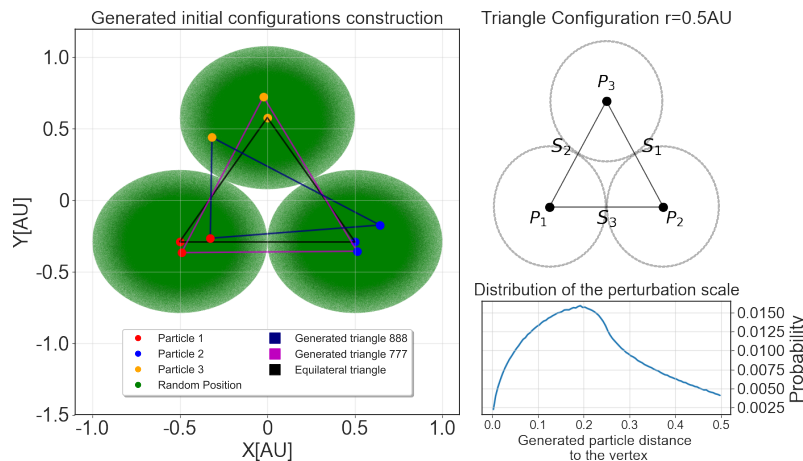 Generated initial configurations construction
1.0
0.5
0
-0.5
-1.0
-1.5
Y[AU]
-1.0
-0.5
0
0.5
1.0
X[AU]
Particle 1
Particle 2
Particle 3
Random Position
Generated triangle 888
Generated triangle 777
Equilateral triangle
Triangle Configuration r=0.5AU
P3
S2
S1
P1
S3
P2
Distribution of the perturbation scale
0.0150
0.0125
0.0100
0.0075
0.0050
0.0025
Probability
0.0
0.1
0.2
0.3
0.4
0.5
Generated particle distance
to the vertex